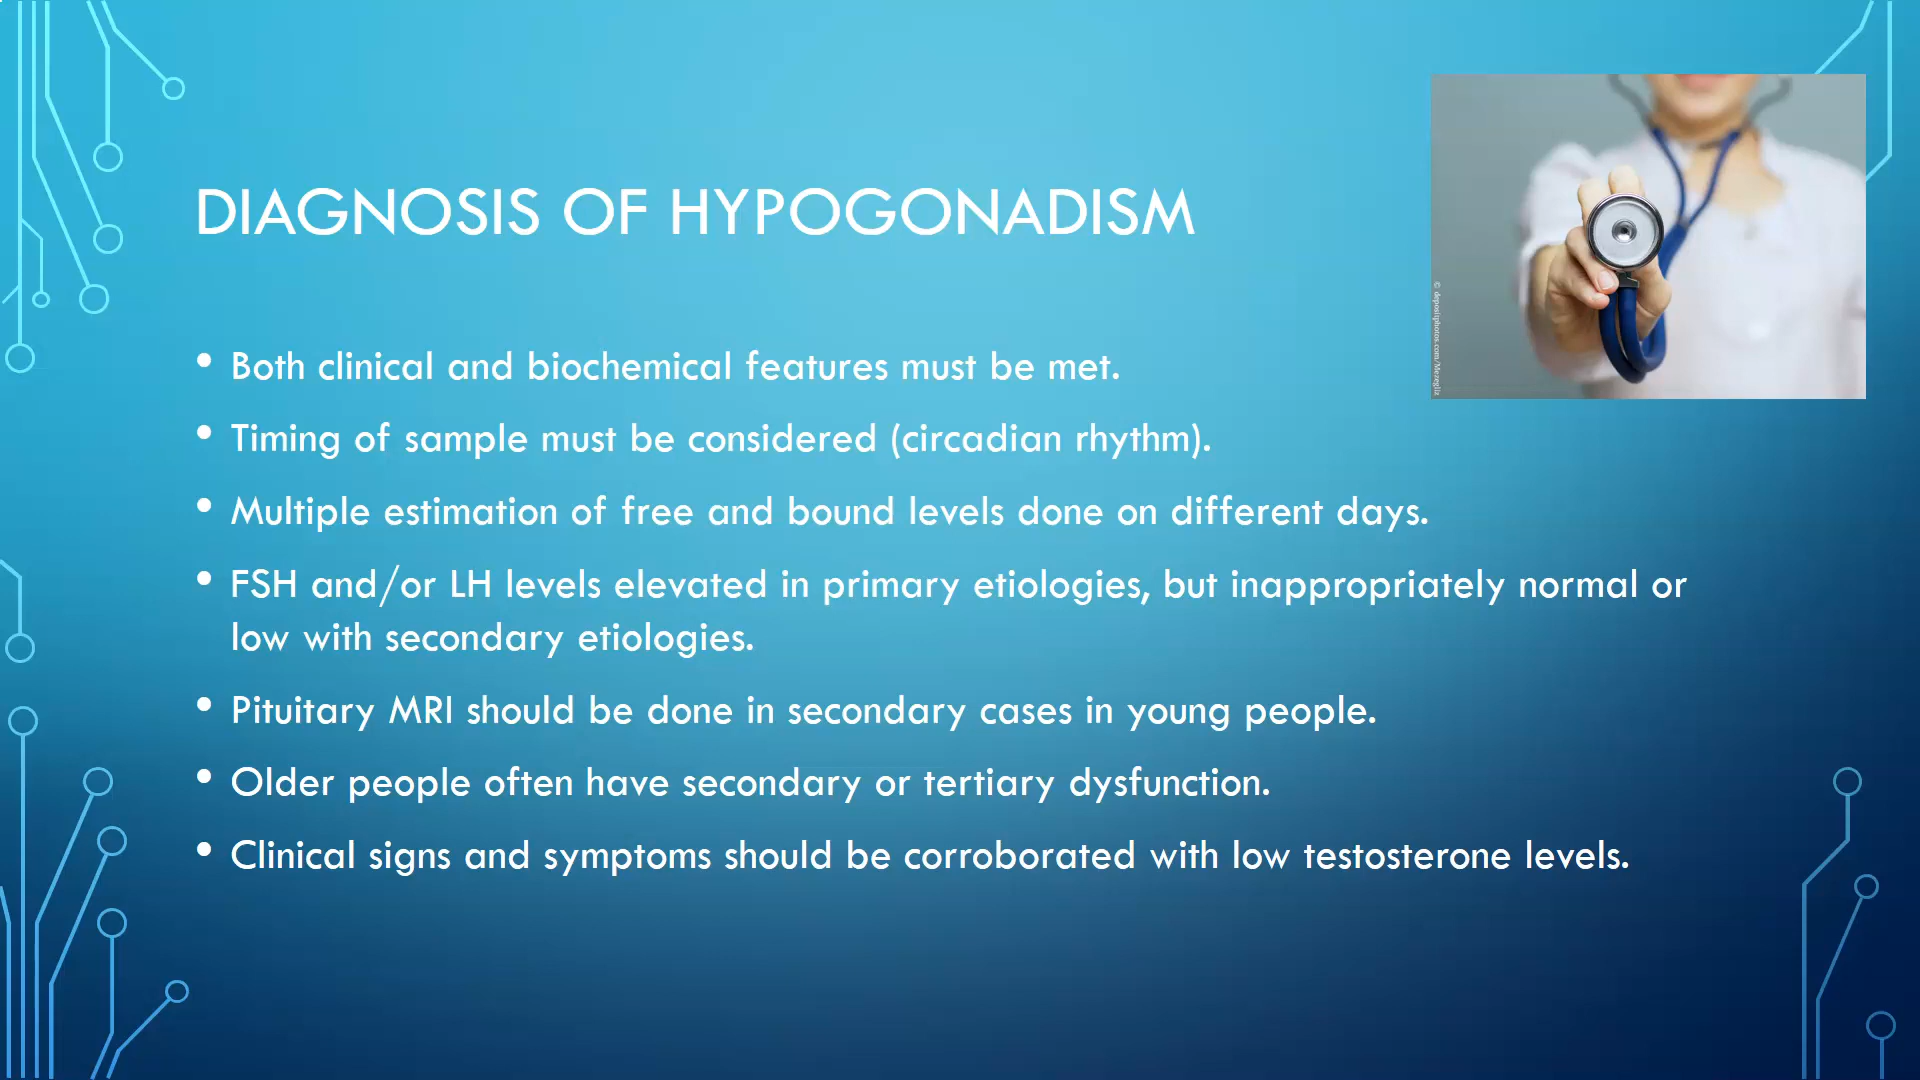 DIAGNOSIS OF HYPOGONADISM
• Both clinical and biochemical features must be met.
• Timing of sample must be considered (circadian rhythm).
• Multiple estimation of free and bound levels done on different days.
• FSH and/or LH levels elevated in primary etiologies, but inappropriately normal or
low with secondary etiologies.
• Pituitary MRI should be done in secondary cases in young people.
• Older people often have secondary or tertiary dysfunction.
• Clinical signs and symptoms should be corroborated with low testosterone levels.